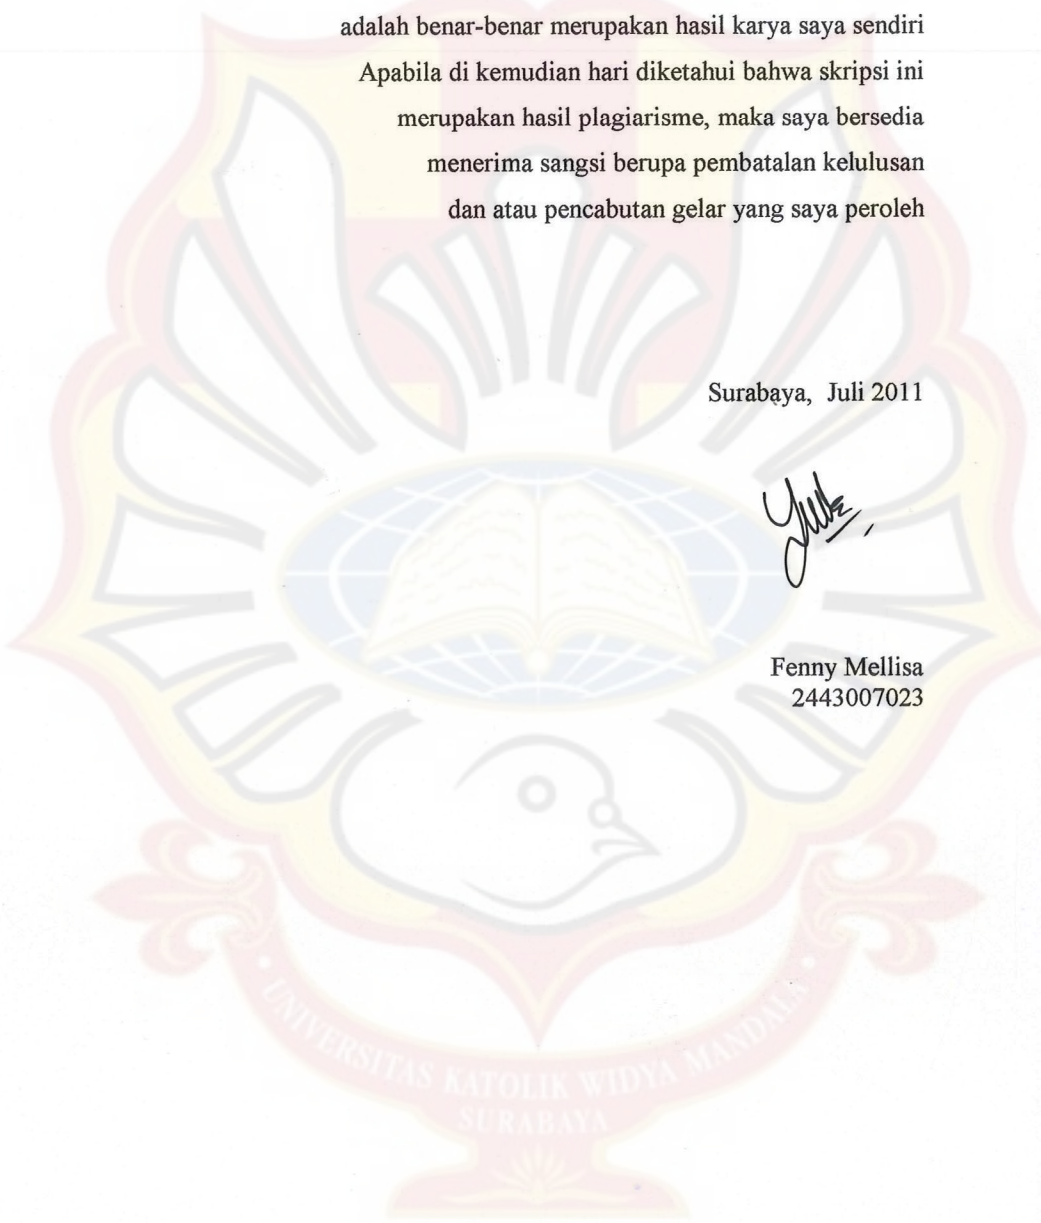 adalah benar-benar merupakan hasil karya saya sendiri
Apabila di kemudian hari diketahui bahwa skripsi ini
merupakan hasil plagiarisme, maka saya bersedia
menerima sangsi berupa pembatalan kelulusan
dan atau pencabutan gelar yang saya peroleh
Surabaya, Juli 2011
Fenny Mellisa
2443007023
UNIVERSITAS KATOLIK WIDYA MANDALA
SURABAYA